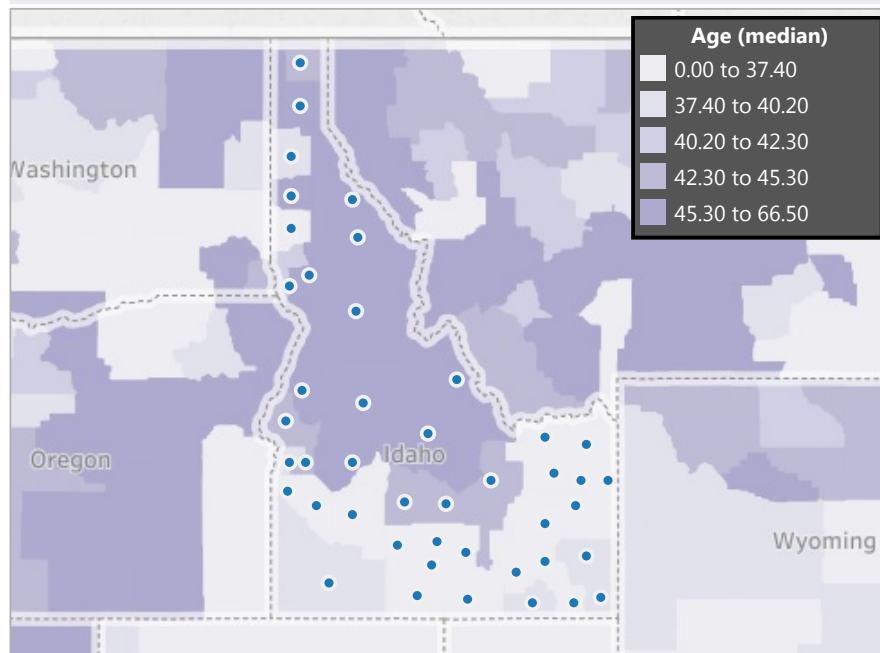 Age (median)
0.00 to 37.40
37.40 to 40.20
40.20 to 42.30
42.30 to 45.30
45.30 to 66.50
Washington
Oregon
Idaho
Wyoming